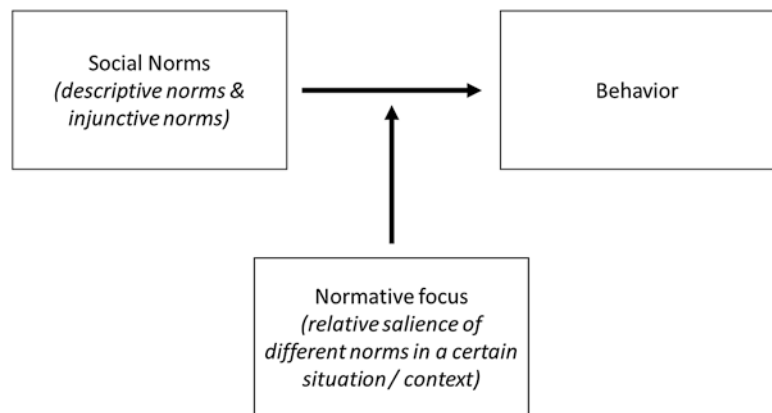 Social Norms
(descriptive norms &
injunctive norms)
Behavior
Normative focus
(relative salience of
different norms in a certain
situation / context)